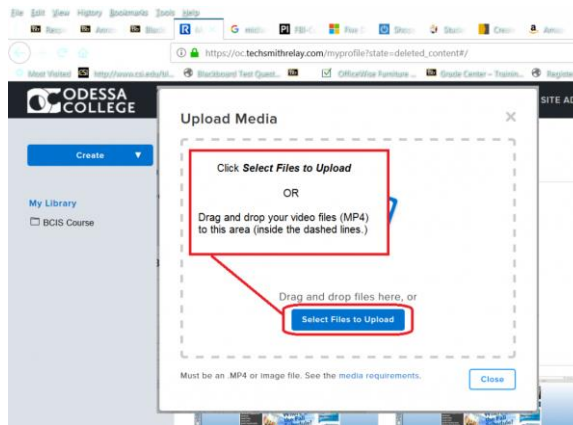 File Edit View History Bookmarks Tools Help
https://oc.techsmithrelay.com/myprofile?state=deleted_content#/
Most Visited
Blackboard Test Quest...
OfficeWise Furniture ...
Grade Center – Trainin...
Registe
ODESSA
COLLEGE
SITE AD
Create
My Library
BCIS Course
Upload Media
Click Select Files to Upload
OR
Drag and drop your video files (MP4)
to this area (inside the dashed lines.)
Drag and drop files here, or
Select Files to Upload
Must be an .MP4 or image file. See the media requirements.
Close